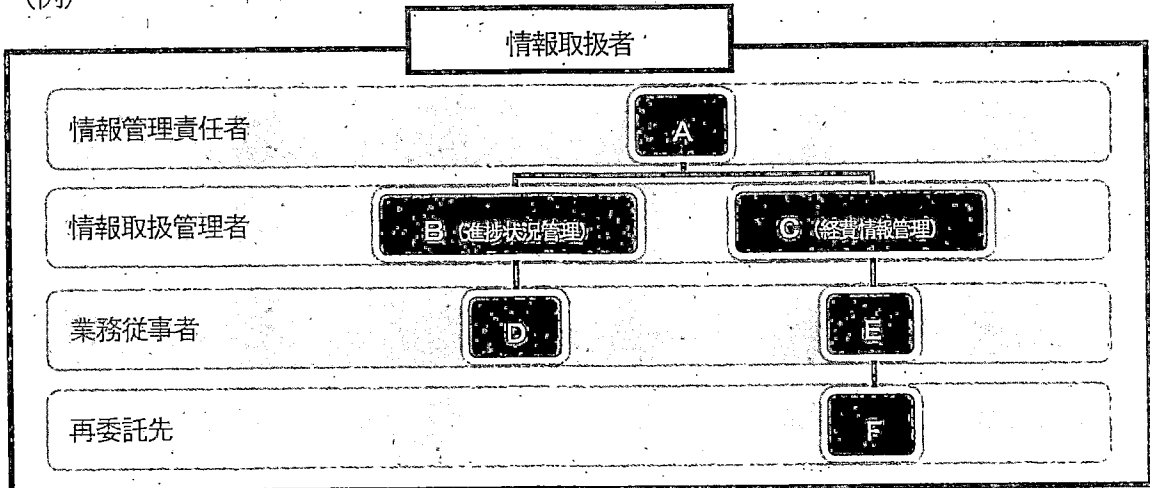 (例)
情報取扱者
情報管理責任者
A
情報取扱管理者
B (進捗状況管理)
C (経費情報管理)
業務従事者
D
E
再委託先
F